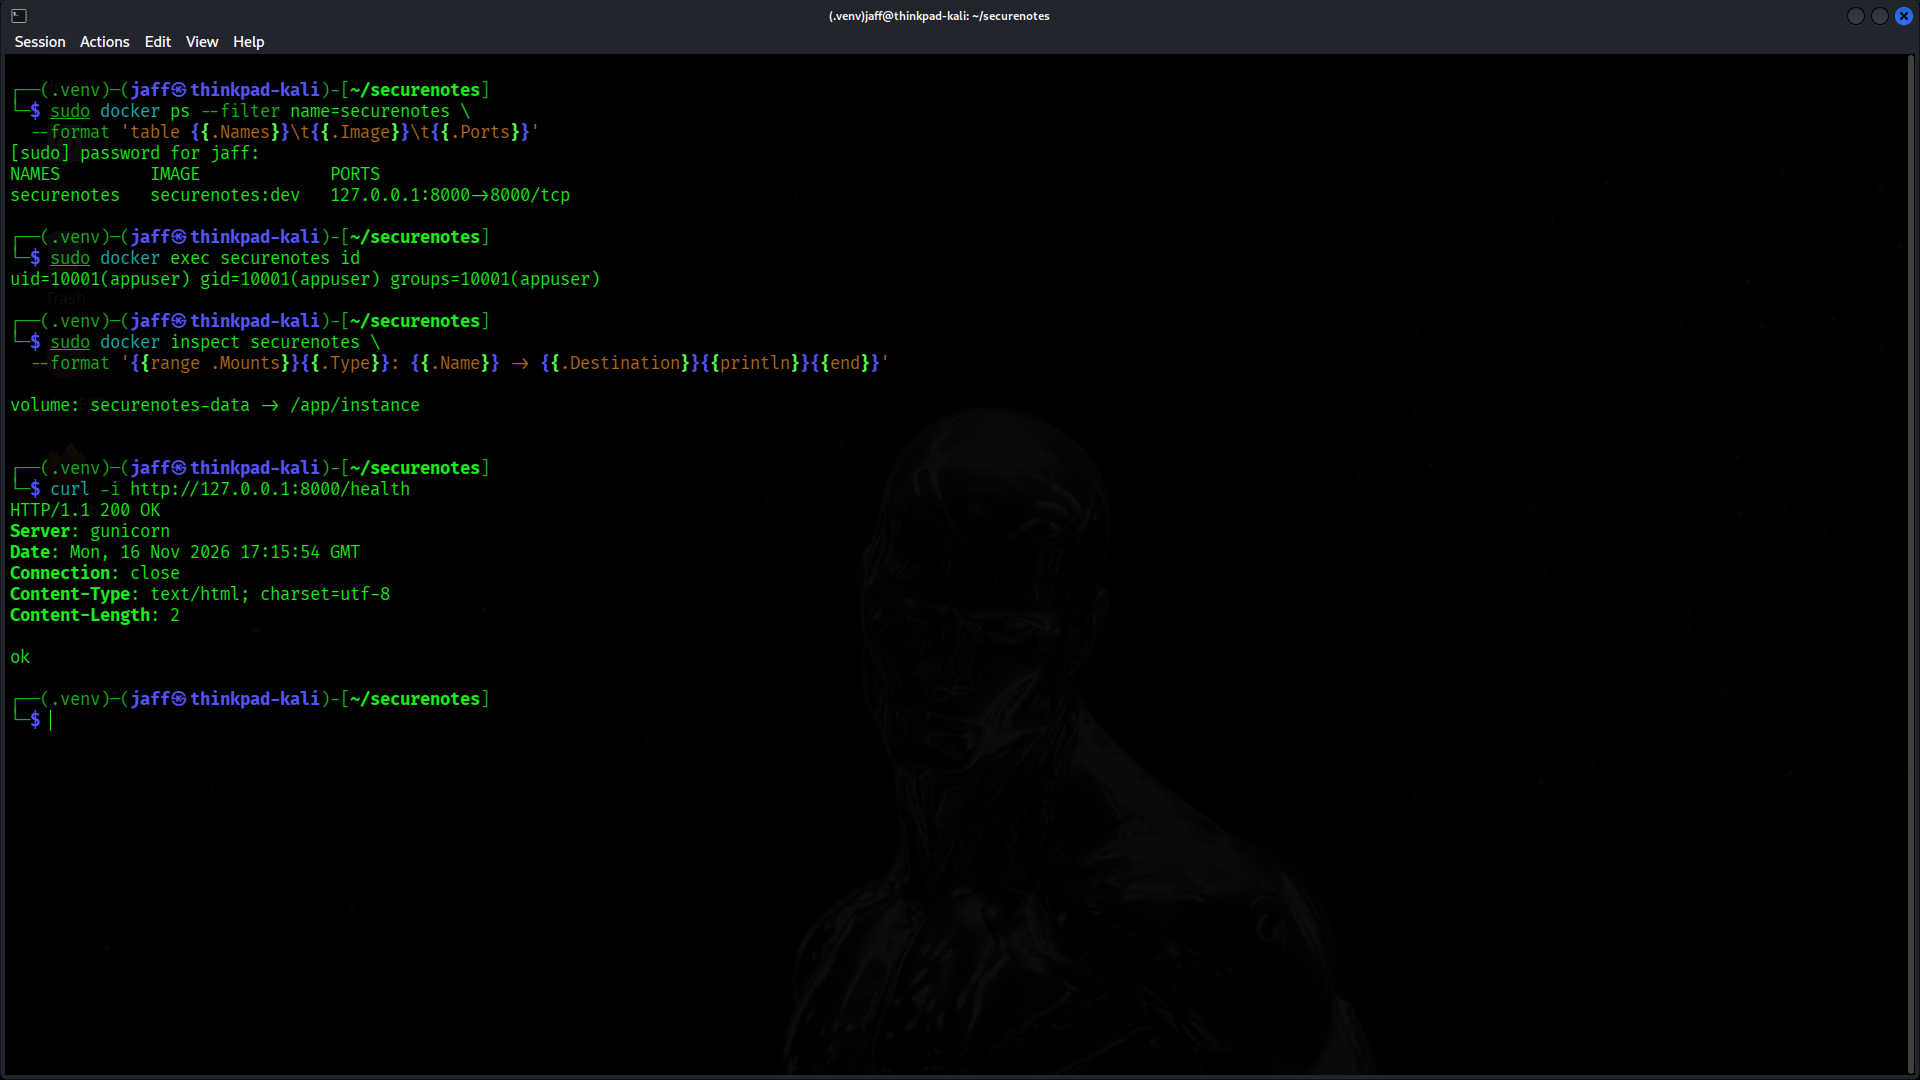 (.venv)jaff@thinkpad-kali: ~/securenotes
Session Actions Edit View Help
┌──(.venv)─(jaff㉿thinkpad-kali)-[~/securenotes]
└─$ sudo docker ps --filter name=securenotes \
  --format 'table {{.Names}}\t{{.Image}}\t{{.Ports}}'
[sudo] password for jaff:
NAMES         IMAGE             PORTS
securenotes   securenotes:dev   127.0.0.1:8000->8000/tcp
┌──(.venv)─(jaff㉿thinkpad-kali)-[~/securenotes]
└─$ sudo docker exec securenotes id
uid=10001(appuser) gid=10001(appuser) groups=10001(appuser)
Trash
┌──(.venv)─(jaff㉿thinkpad-kali)-[~/securenotes]
└─$ sudo docker inspect securenotes \
  --format '{{range .Mounts}}{{.Type}}: {{.Name}} -> {{.Destination}}{{println}}{{end}}'
volume: securenotes-data -> /app/instance
┌──(.venv)─(jaff㉿thinkpad-kali)-[~/securenotes]
└─$ curl -i http://127.0.0.1:8000/health
HTTP/1.1 200 OK
Server: gunicorn
Date: Mon, 16 Nov 2026 17:15:54 GMT
Connection: close
Content-Type: text/html; charset=utf-8
Content-Length: 2
ok
┌──(.venv)─(jaff㉿thinkpad-kali)-[~/securenotes]
└─$